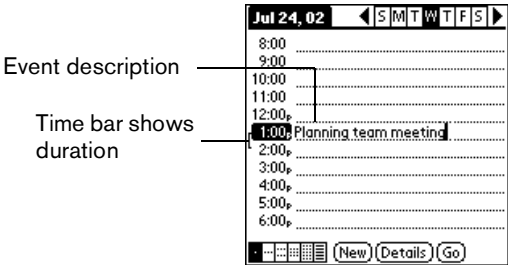 Jul 24, 02 S M T W T F S
8:00
9:00
Event description
10:00
11:00
12:00p
Time bar shows duration
1:00p Planning team meeting
2:00p
3:00p
4:00p
5:00p
6:00p
New Details Go